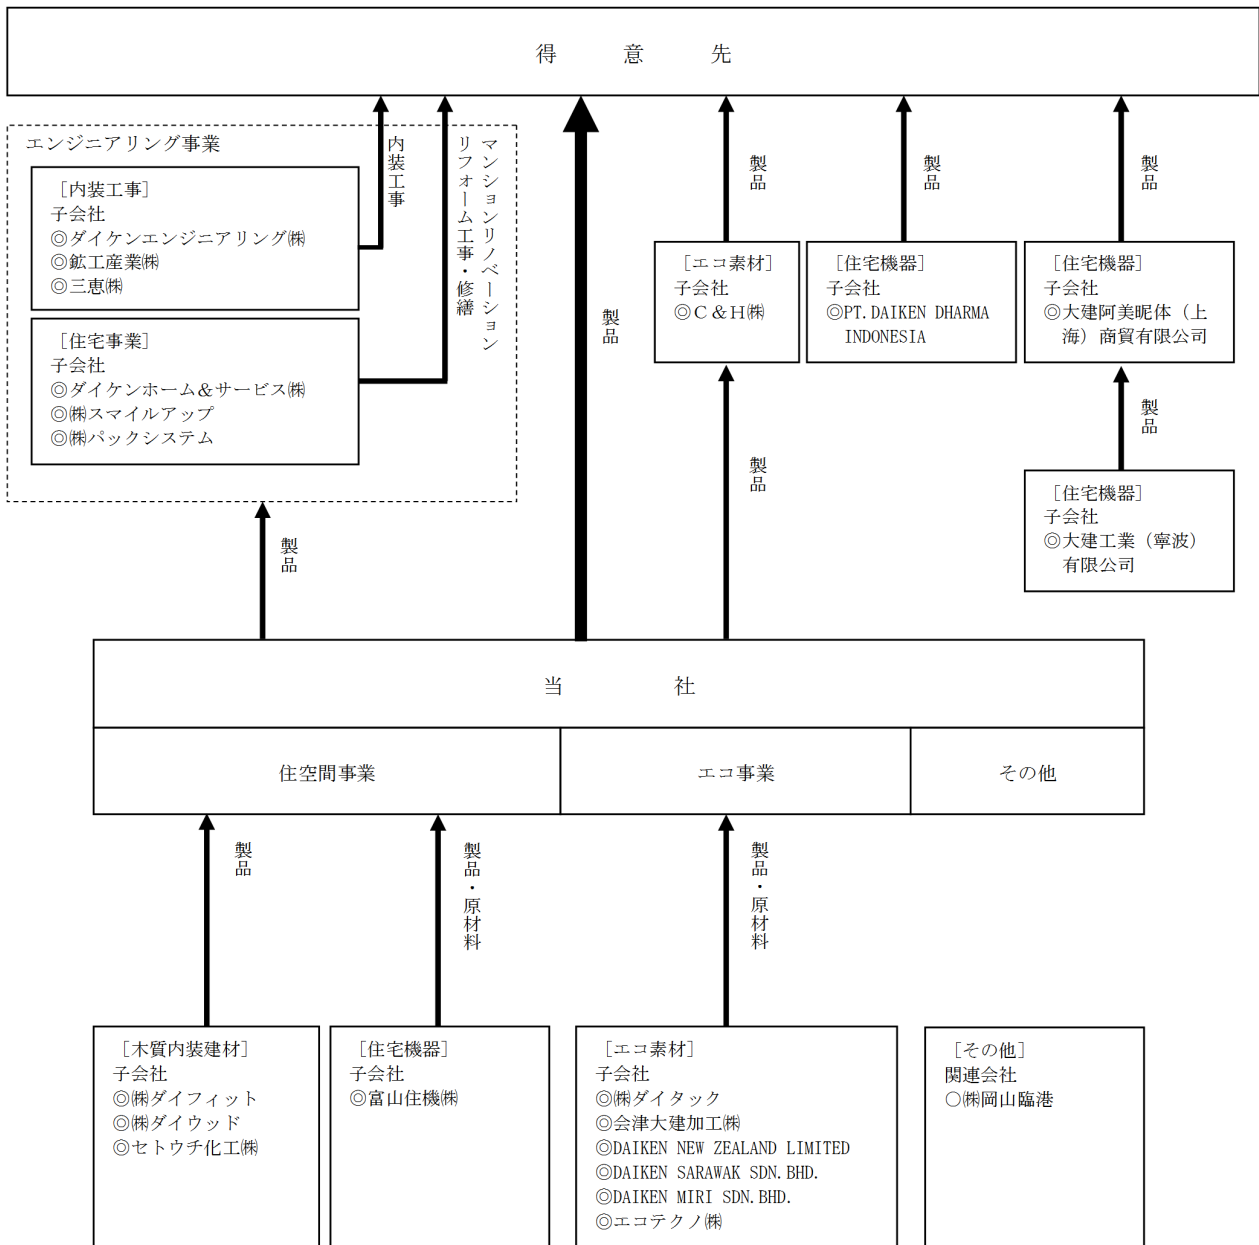 得　意　先
エンジニアリング事業
［内装工事］
子会社
◎ダイケンエンジニアリング㈱
◎鉱工産業㈱
◎三恵㈱
［住宅事業］
子会社
◎ダイケンホーム＆サービス㈱
◎㈱スマイルアップ
◎㈱パックシステム
内装工事
マンションリノベーション
リフォーム工事・修繕
製品
製品
製品
製品
［エコ素材］
子会社
◎Ｃ＆Ｈ㈱
［住宅機器］
子会社
◎PT.DAIKEN DHARMA
INDONESIA
［住宅機器］
子会社
◎大建阿美昵体（上
海）商貿有限公司
製品
製品
［住宅機器］
子会社
◎大建工業（寧波）
有限公司
製品
当　社
住空間事業
エコ事業
その他
製品
製品・原材料
製品・原材料
［木質内装建材］
子会社
◎㈱ダイフィット
◎㈱ダイウッド
◎セトウチ化工㈱
［住宅機器］
子会社
◎富山住機㈱
［エコ素材］
子会社
◎㈱ダイタック
◎会津大建加工㈱
◎DAIKEN NEW ZEALAND LIMITED
◎DAIKEN SARAWAK SDN.BHD.
◎DAIKEN MIRI SDN.BHD.
◎エコテクノ㈱
［その他］
関連会社
○㈱岡山臨港